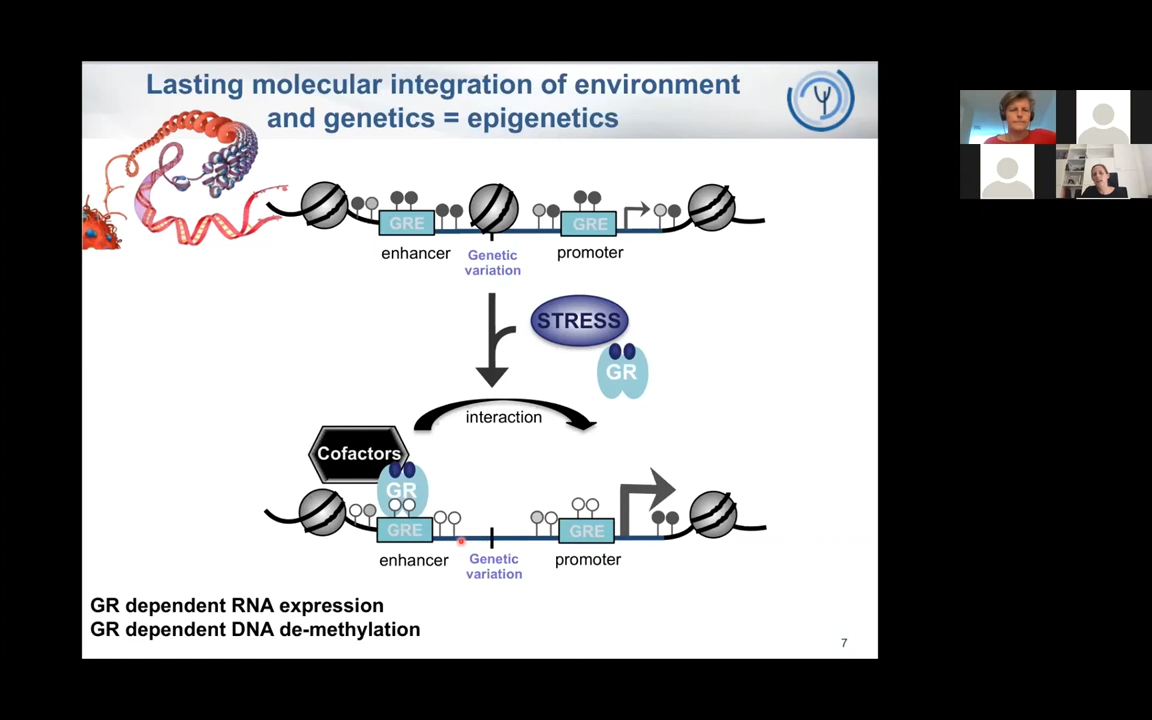 Lasting molecular integration of environment
and genetics = epigenetics
GRE
GRE
enhancer
Genetic
variation
promoter
STRESS
GR
interaction
Cofactors
GR
GRE
GRE
enhancer
Genetic
variation
promoter
GR dependent RNA expression
GR dependent DNA de-methylation
7